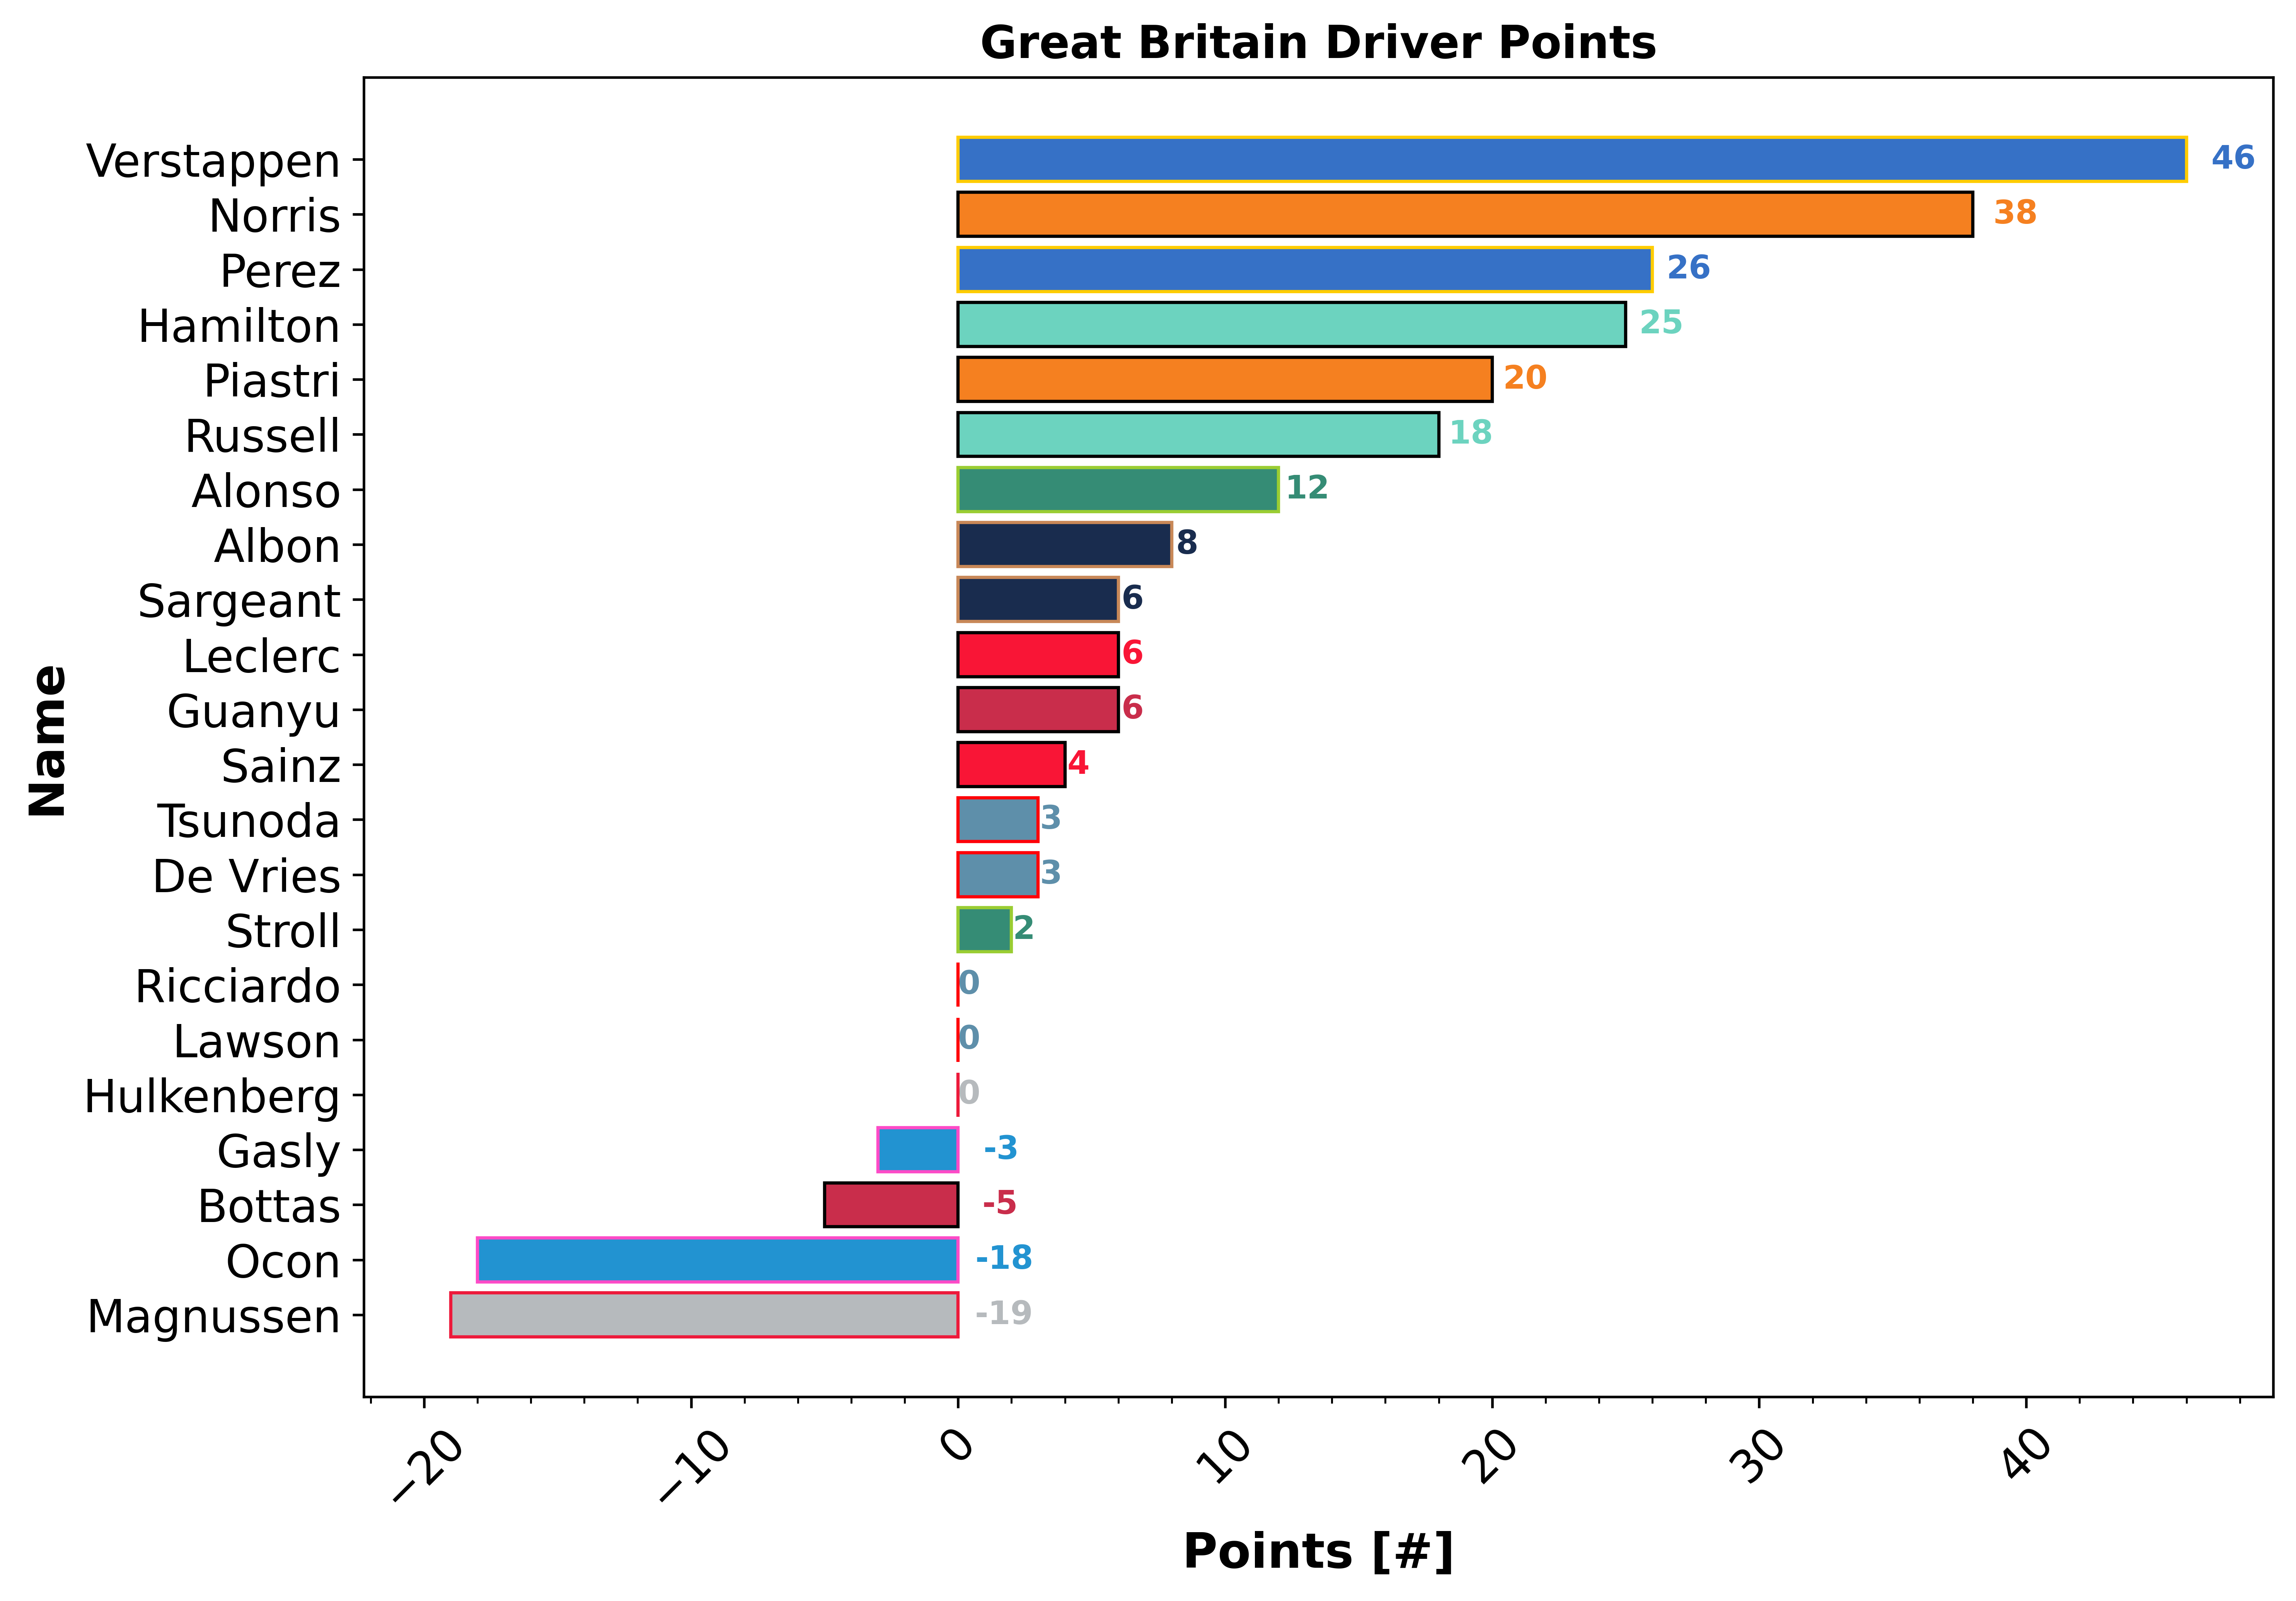 Great Britain Driver Points
Name
Verstappen 46
Norris 38
Perez 26
Hamilton 25
Piastri 20
Russell 18
Alonso 12
Albon 8
Sargeant 6
Leclerc 6
Guanyu 6
Sainz 4
Tsunoda 3
De Vries 3
Stroll 2
Ricciardo 0
Lawson 0
Hulkenberg 0
Gasly -3
Bottas -5
Ocon -18
Magnussen -19
−20 −10 0 10 20 30 40
Points [#]